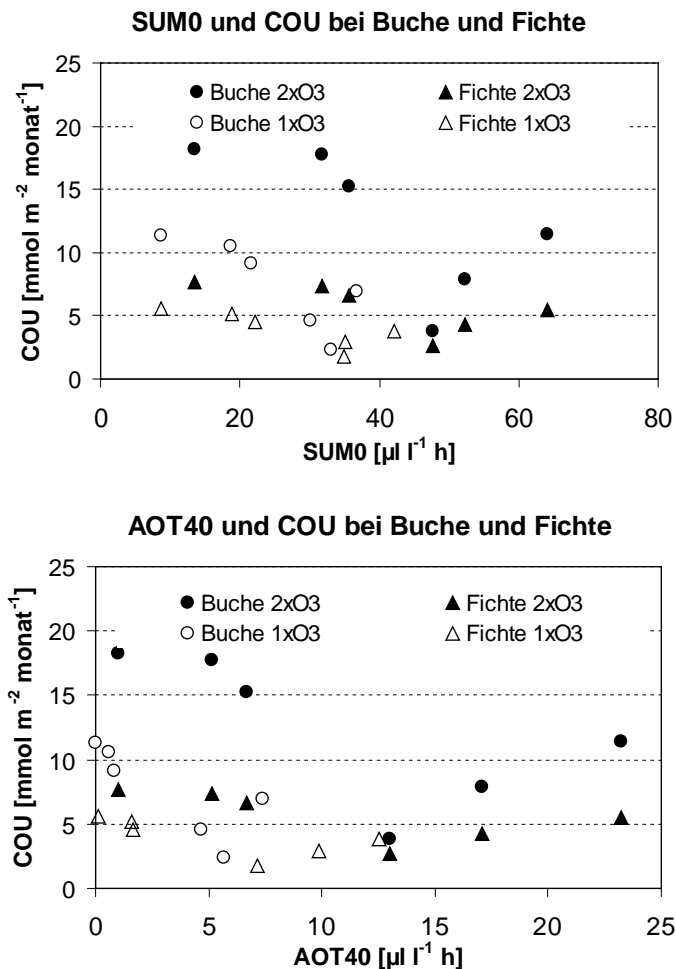 SUM0 und COU bei Buche und Fichte
COU [mmol m⁻² monat⁻¹]
25
20
15
10
5
0
Buche 2xO3
Fichte 2xO3
Buche 1xO3
Fichte 1xO3
0 20 40 60 80
SUM0 [µl l⁻¹ h]
AOT40 und COU bei Buche und Fichte
COU [mmol m⁻² monat⁻¹]
25
20
15
10
5
0
Buche 2xO3
Fichte 2xO3
Buche 1xO3
Fichte 1xO3
0 5 10 15 20 25
AOT40 [µl l⁻¹ h]